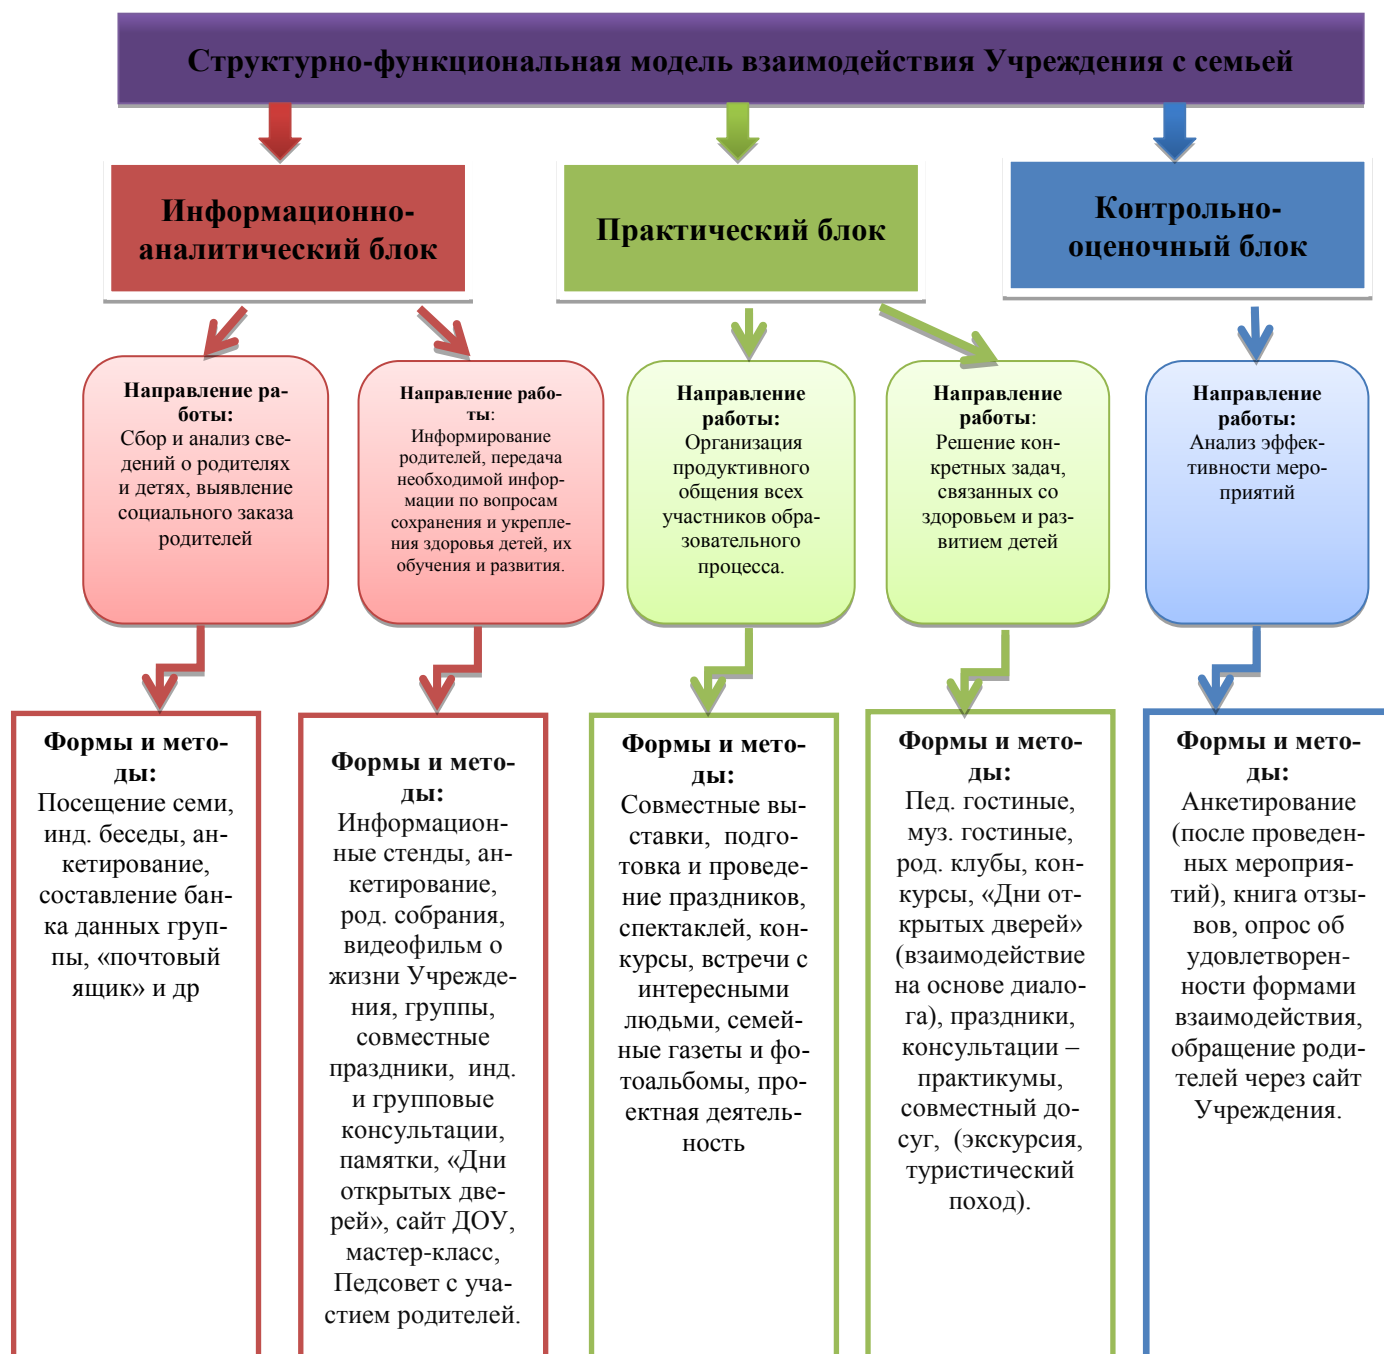 Структурно-функциональная модель взаимодействия Учреждения с семьей
Информационно-
аналитический блок
Практический блок
Контрольно-
оценочный блок
Направление ра-
боты:
Сбор и анализ све-
дений о родителях
и детях, выявление
социального заказа
родителей
Направление рабо-
ты:
Информирование
родителей, передача
необходимой инфор-
мации по вопросам
сохранения и укрепле-
ния здоровья детей, их
обучения и развития.
Направление
работы:
Организация
продуктивного
общения всех
участников обра-
зовательного
процесса.
Направление
работы:
Решение кон-
кретных задач,
связанных со
здоровьем и раз-
витием детей
Направление
работы:
Анализ эффек-
тивности меро-
приятий
Формы и мето-
ды:
Посещение семи,
инд. беседы, ан-
кетирование,
составление бан-
ка данных груп-
пы, «почтовый
ящик» и др
Формы и мето-
ды:
Информацион-
ные стенды, ан-
кетирование,
род. собрания,
видеофильм о
жизни Учрежде-
ния, группы,
совместные
праздники, инд.
и групповые
консультации,
памятки, «Дни
открытых две-
рей», сайт ДОУ,
мастер-класс,
Педсовет с уча-
стием родителей.
Формы и мето-
ды:
Совместные вы-
ставки, подго-
товка и проведе-
ние праздников,
спектаклей, кон-
курсы, встречи с
интересными
людьми, семей-
ные газеты и фо-
тоальбомы, про-
ектная деятель-
ность
Формы и мето-
ды:
Пед. гостиные,
муз. гостиные,
род. клубы, кон-
курсы, «Дни от-
крытых дверей»
(взаимодействие
на основе диало-
га), праздники,
консультации –
практикумы,
совместный до-
суг, (экскурсия,
туристический
поход).
Формы и мето-
ды:
Анкетирование
(после проведен-
ных мероприя-
тий), книга отзы-
вов, опрос об
удовлетворен-
ности формами
взаимодействия,
обращение роди-
телей через сайт
Учреждения.